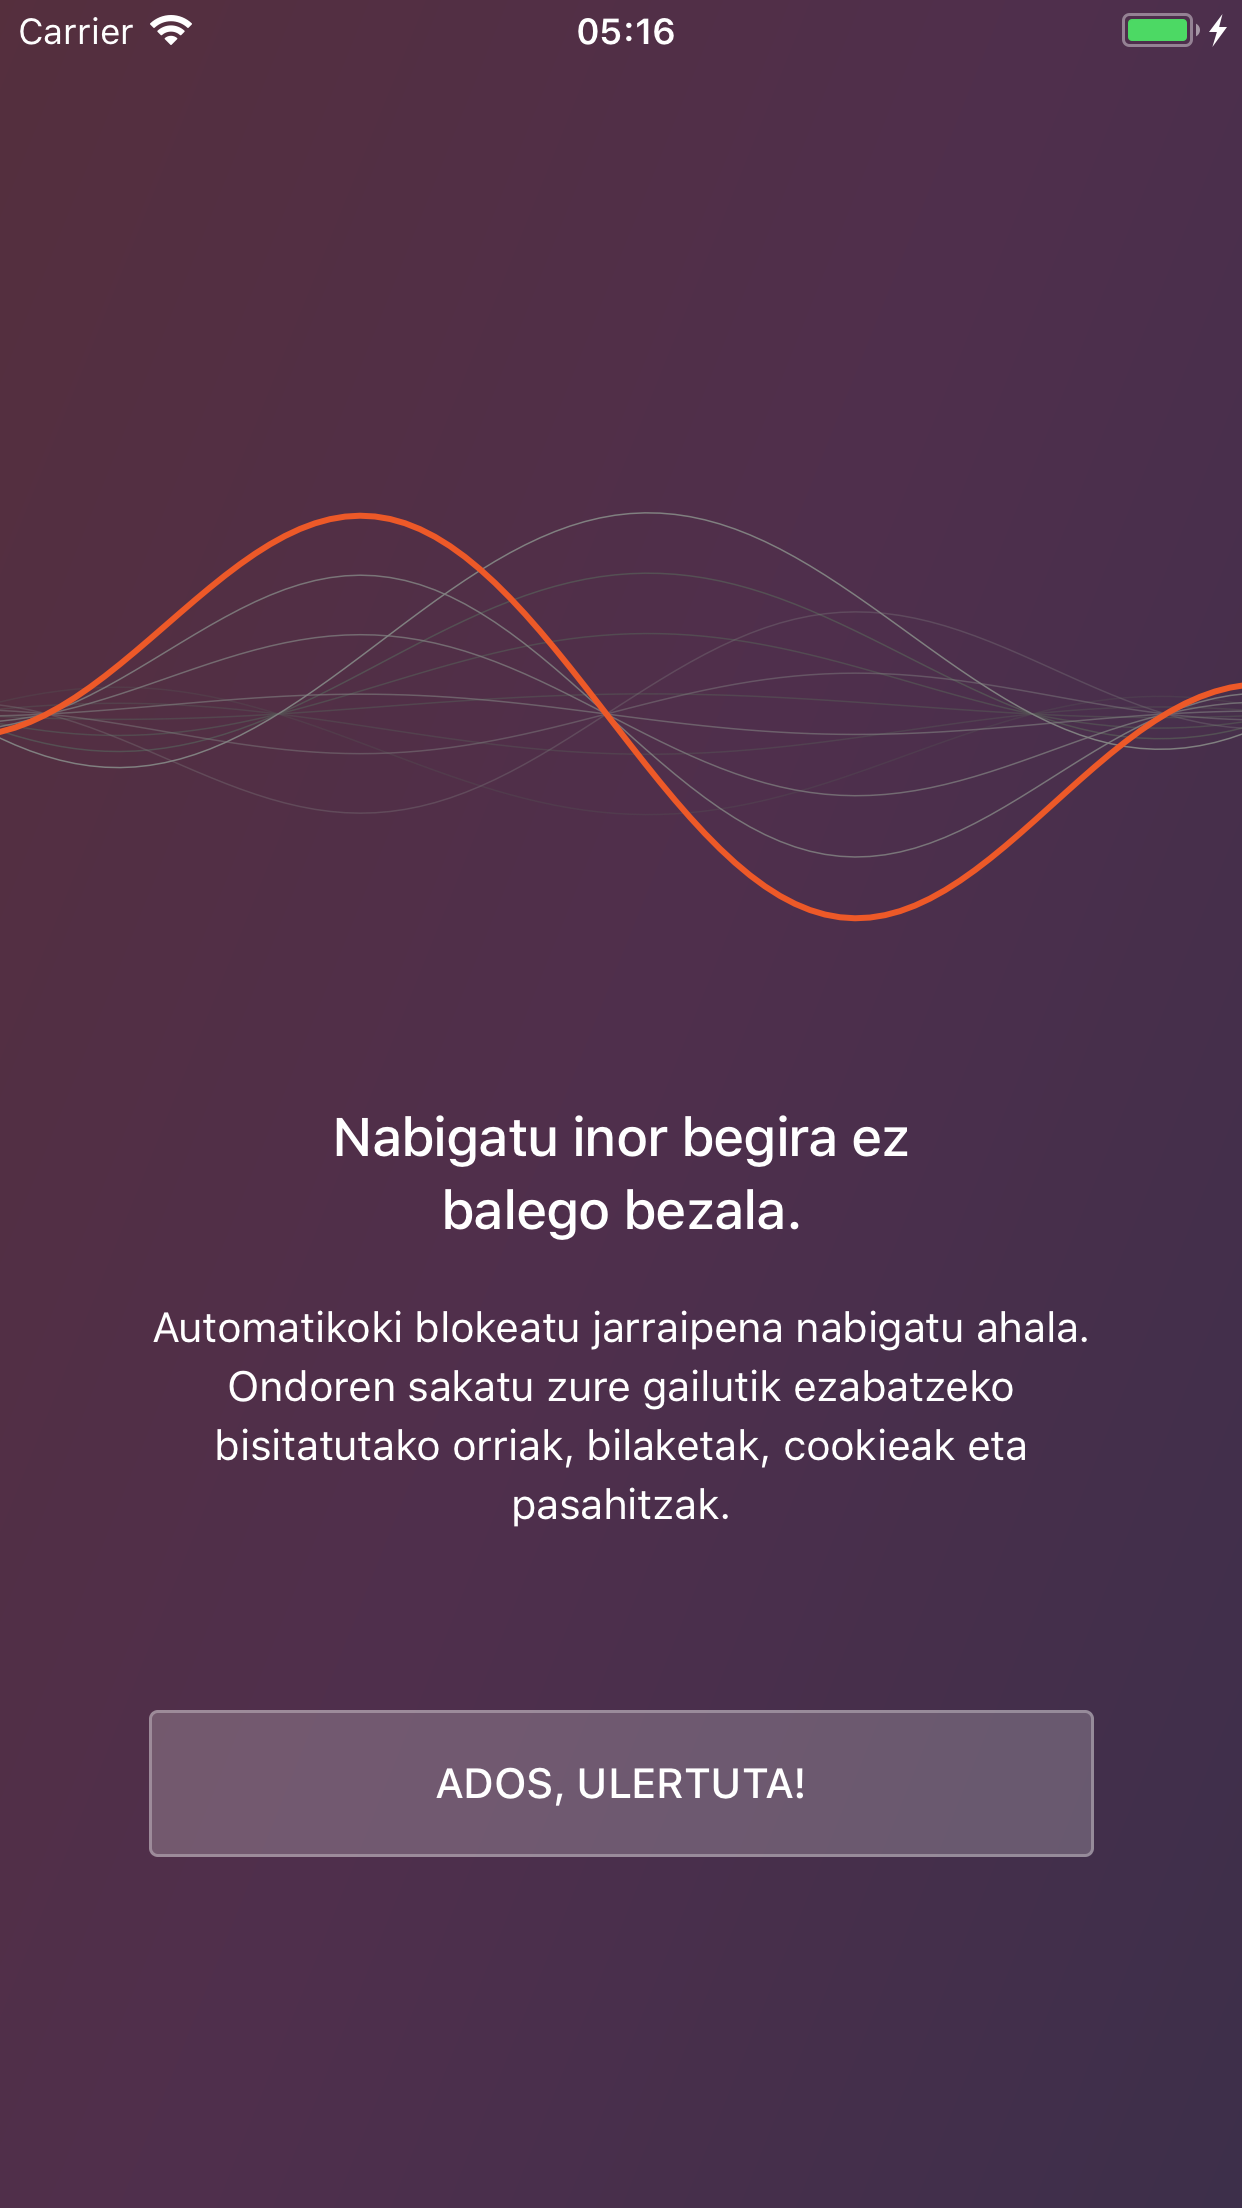 Carrier
05:16
Nabigatu inor begira ez
balego bezala.
Automatikoki blokeatu jarraipena nabigatu ahala.
Ondoren sakatu zure gailutik ezabatzeko
bisitatutako orriak, bilaketak, cookieak eta
pasahitzak.
ADOS, ULERTUTA!